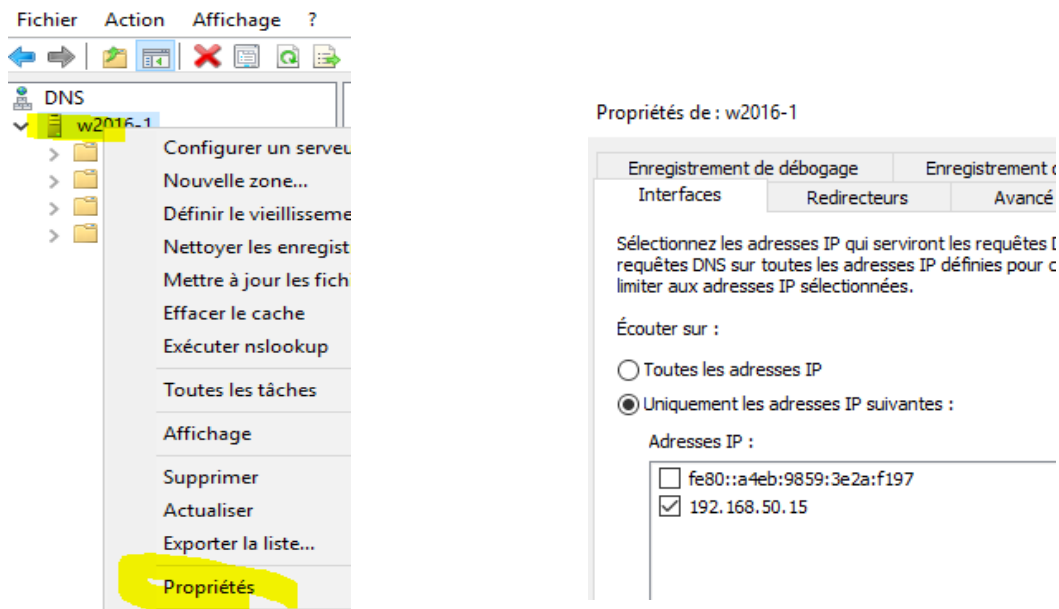 Fichier Action Affichage ?
DNS
w2016-1
Configurer un serveu
Nouvelle zone...
Définir le vieillisseme
Nettoyer les enregist
Mettre à jour les fich
Effacer le cache
Exécuter nslookup
Toutes les tâches
Affichage
Supprimer
Actualiser
Exporter la liste...
Propriétés
Propriétés de : w2016-1
Enregistrement de débogage Enregistrement d
Interfaces Redirecteurs Avancé
Sélectionnez les adresses IP qui serviront les requêtes D
requêtes DNS sur toutes les adresses IP définies pour c
limiter aux adresses IP sélectionnées.
Écouter sur :
Toutes les adresses IP
Uniquement les adresses IP suivantes :
Adresses IP :
fe80::a4eb:9859:3e2a:f197
192.168.50.15